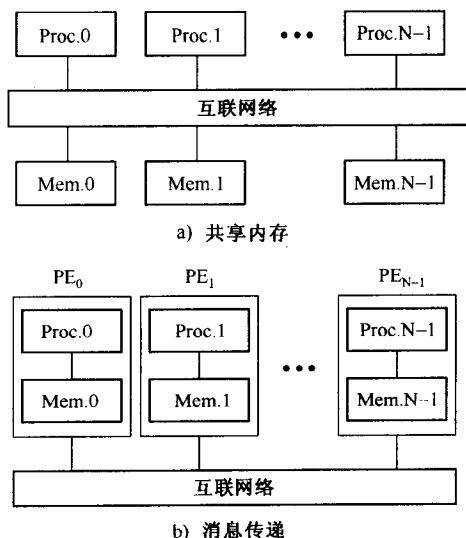 Proc.0 Proc.1 ••• Proc.N-1
互联网络
Mem.0 Mem.1 Mem.N-1
a) 共享内存
PE₀ PE₁ PE_N-1
Proc.0 Proc.1 Proc.N-1
•••
Mem.0 Mem.1 Mem.N-1
互联网络
b) 消息传递